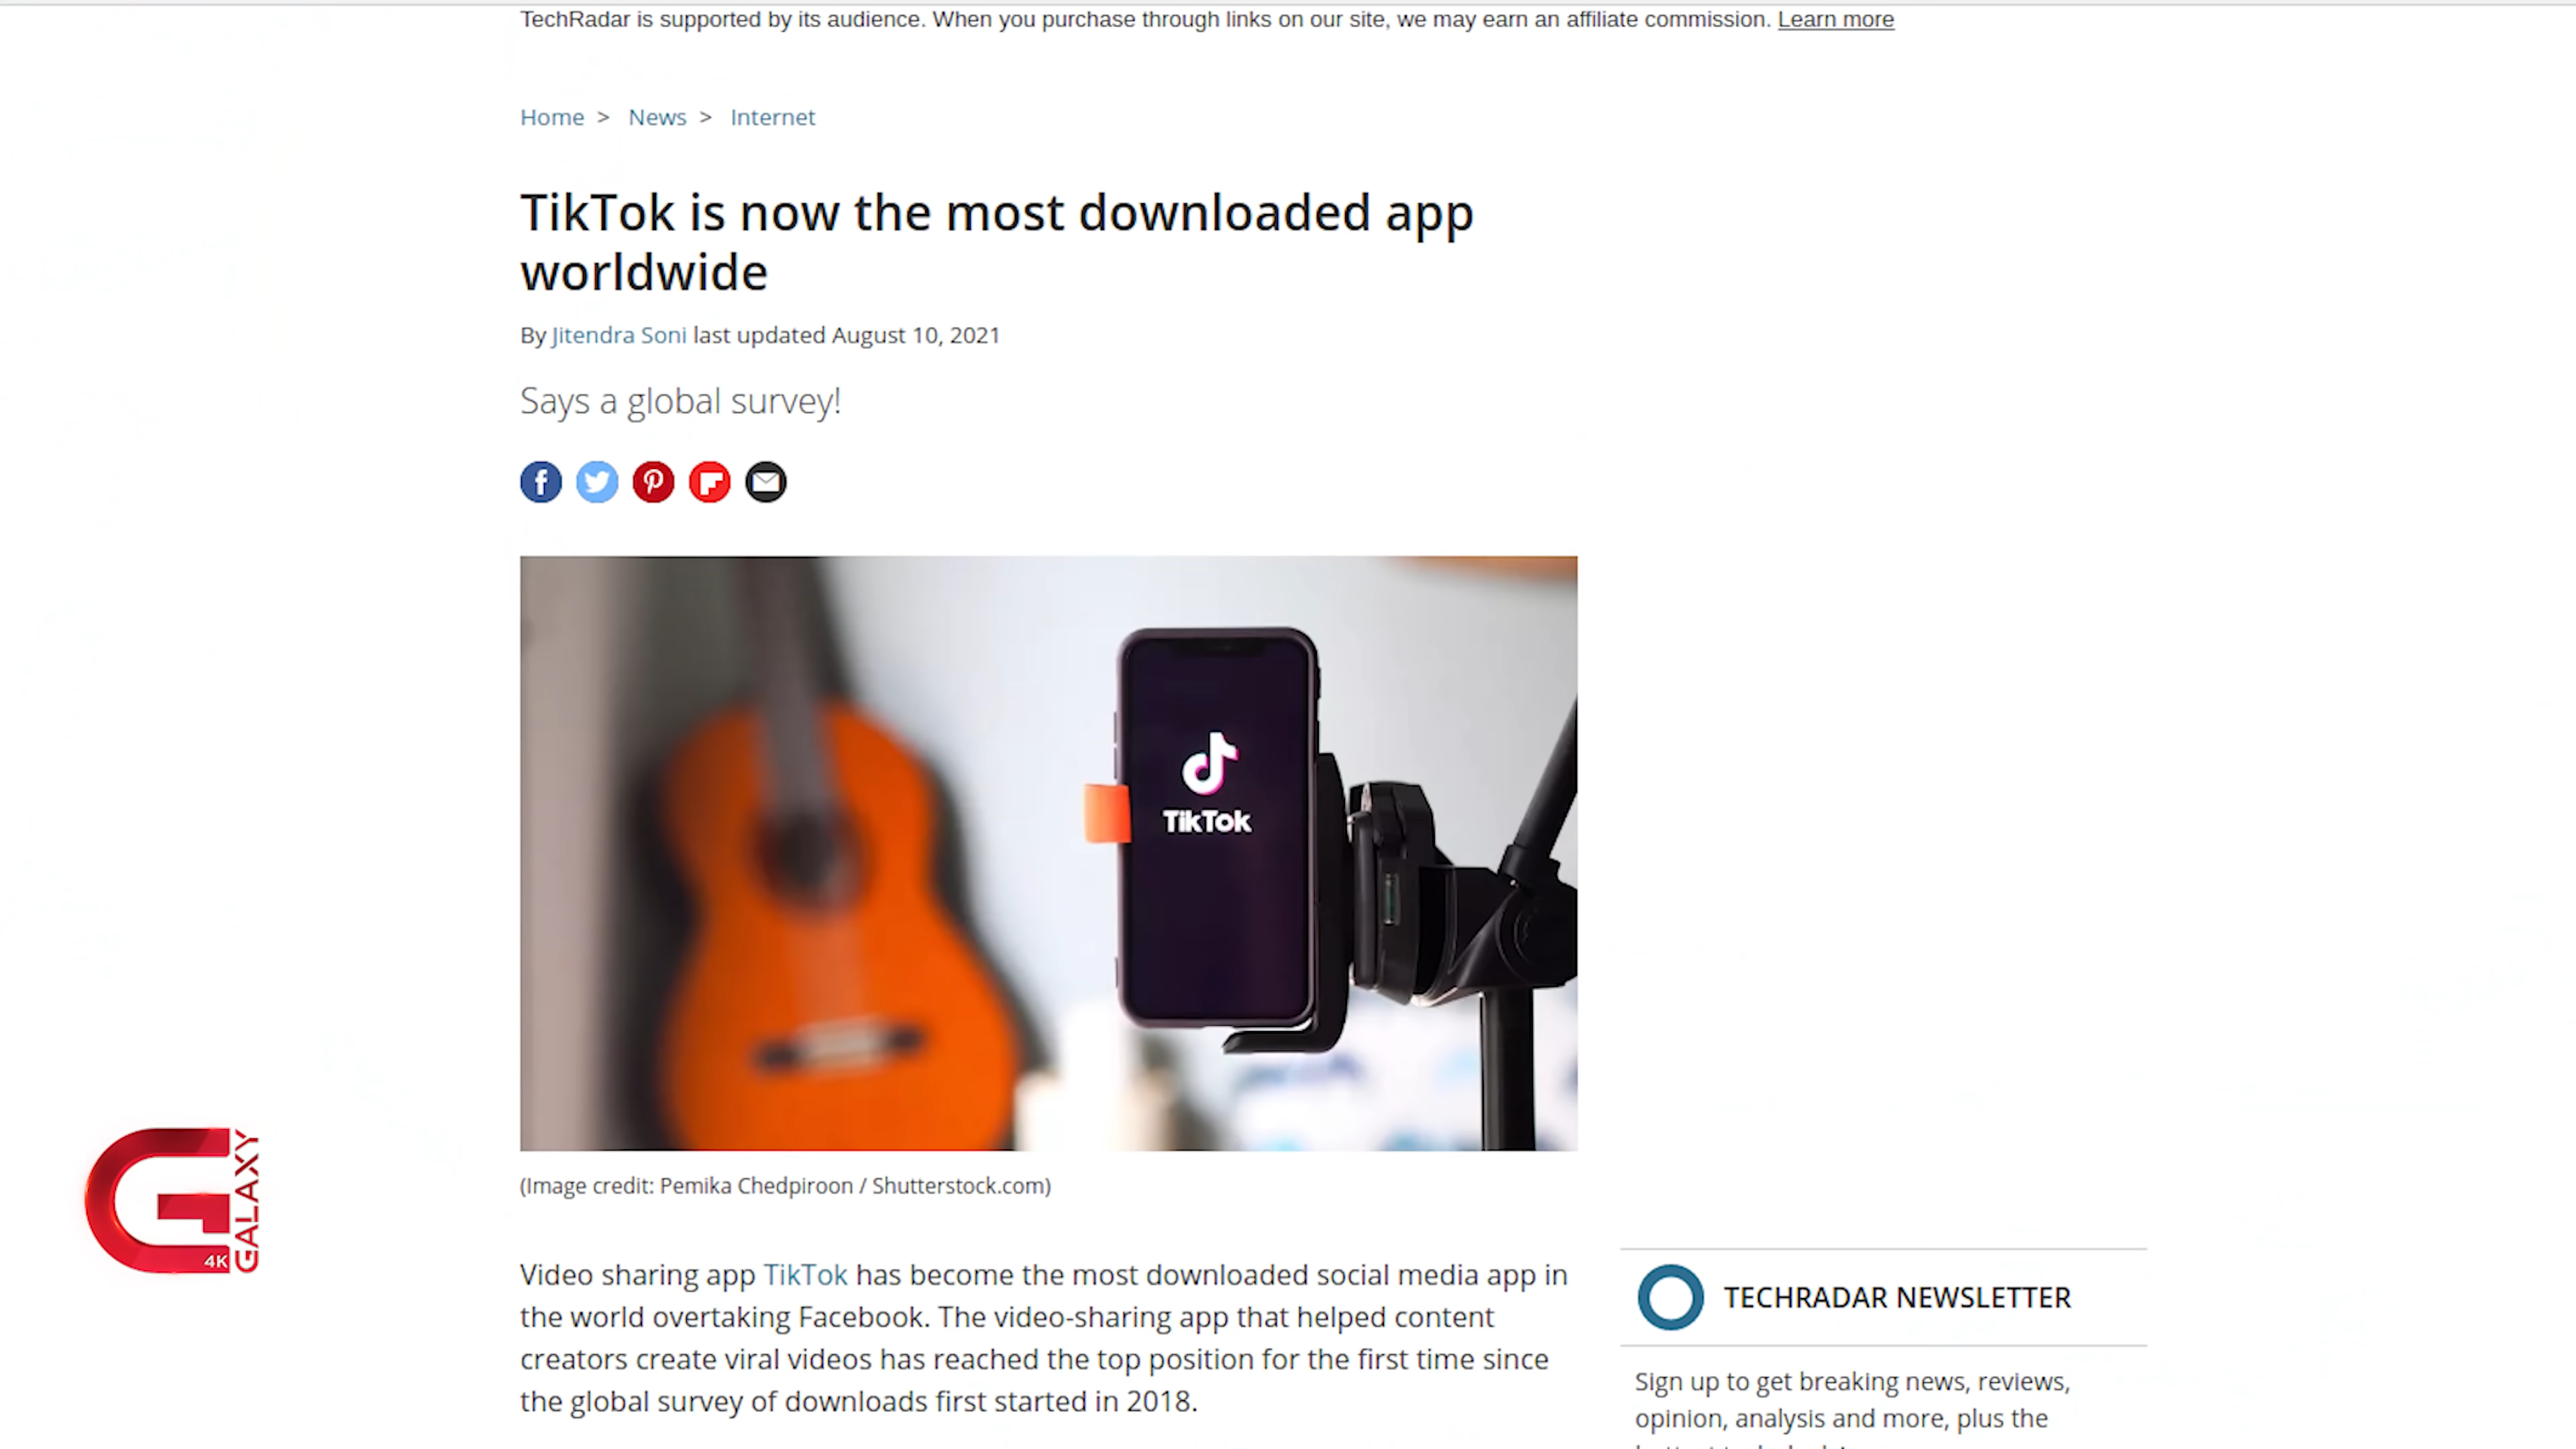 TechRadar is supported by its audience. When you purchase through links on our site, we may earn an affiliate commission. Learn more
Home > News > Internet
TikTok is now the most downloaded app
worldwide
By Jitendra Soni last updated August 10, 2021
Says a global survey!
TikTok
(Image credit: Pemika Chedpiroon / Shutterstock.com)
GALAXY
4K
Video sharing app TikTok has become the most downloaded social media app in
the world overtaking Facebook. The video-sharing app that helped content
creators create viral videos has reached the top position for the first time since
the global survey of downloads first started in 2018.
TECHRADAR NEWSLETTER
Sign up to get breaking news, reviews,
opinion, analysis and more, plus the